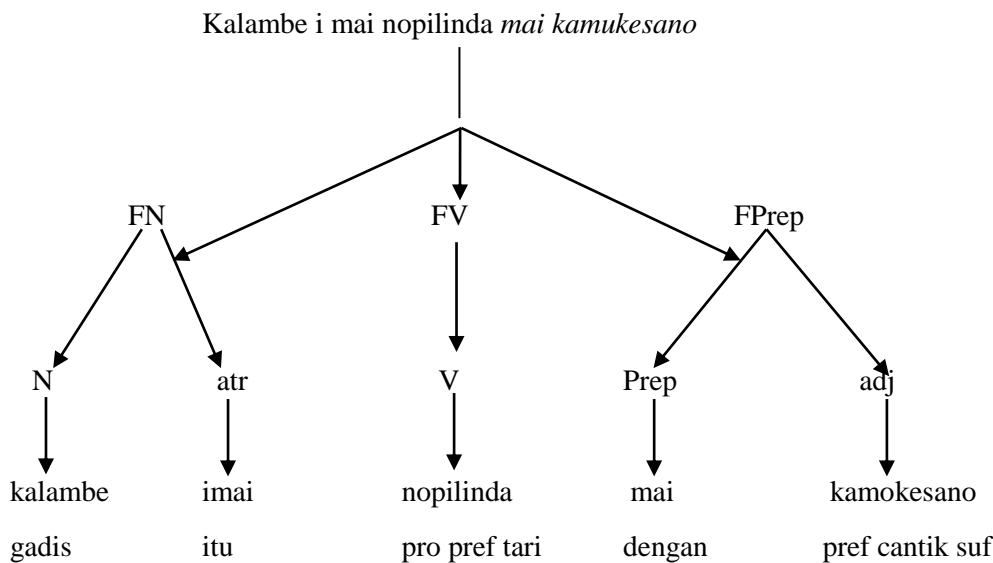 Kalambe i mai nopilinda mai kamukesano
FN FV FPrep
N atr V Prep adj
kalambe imai nopilinda mai kamokesano
gadis itu pro pref tari dengan pref cantik suf